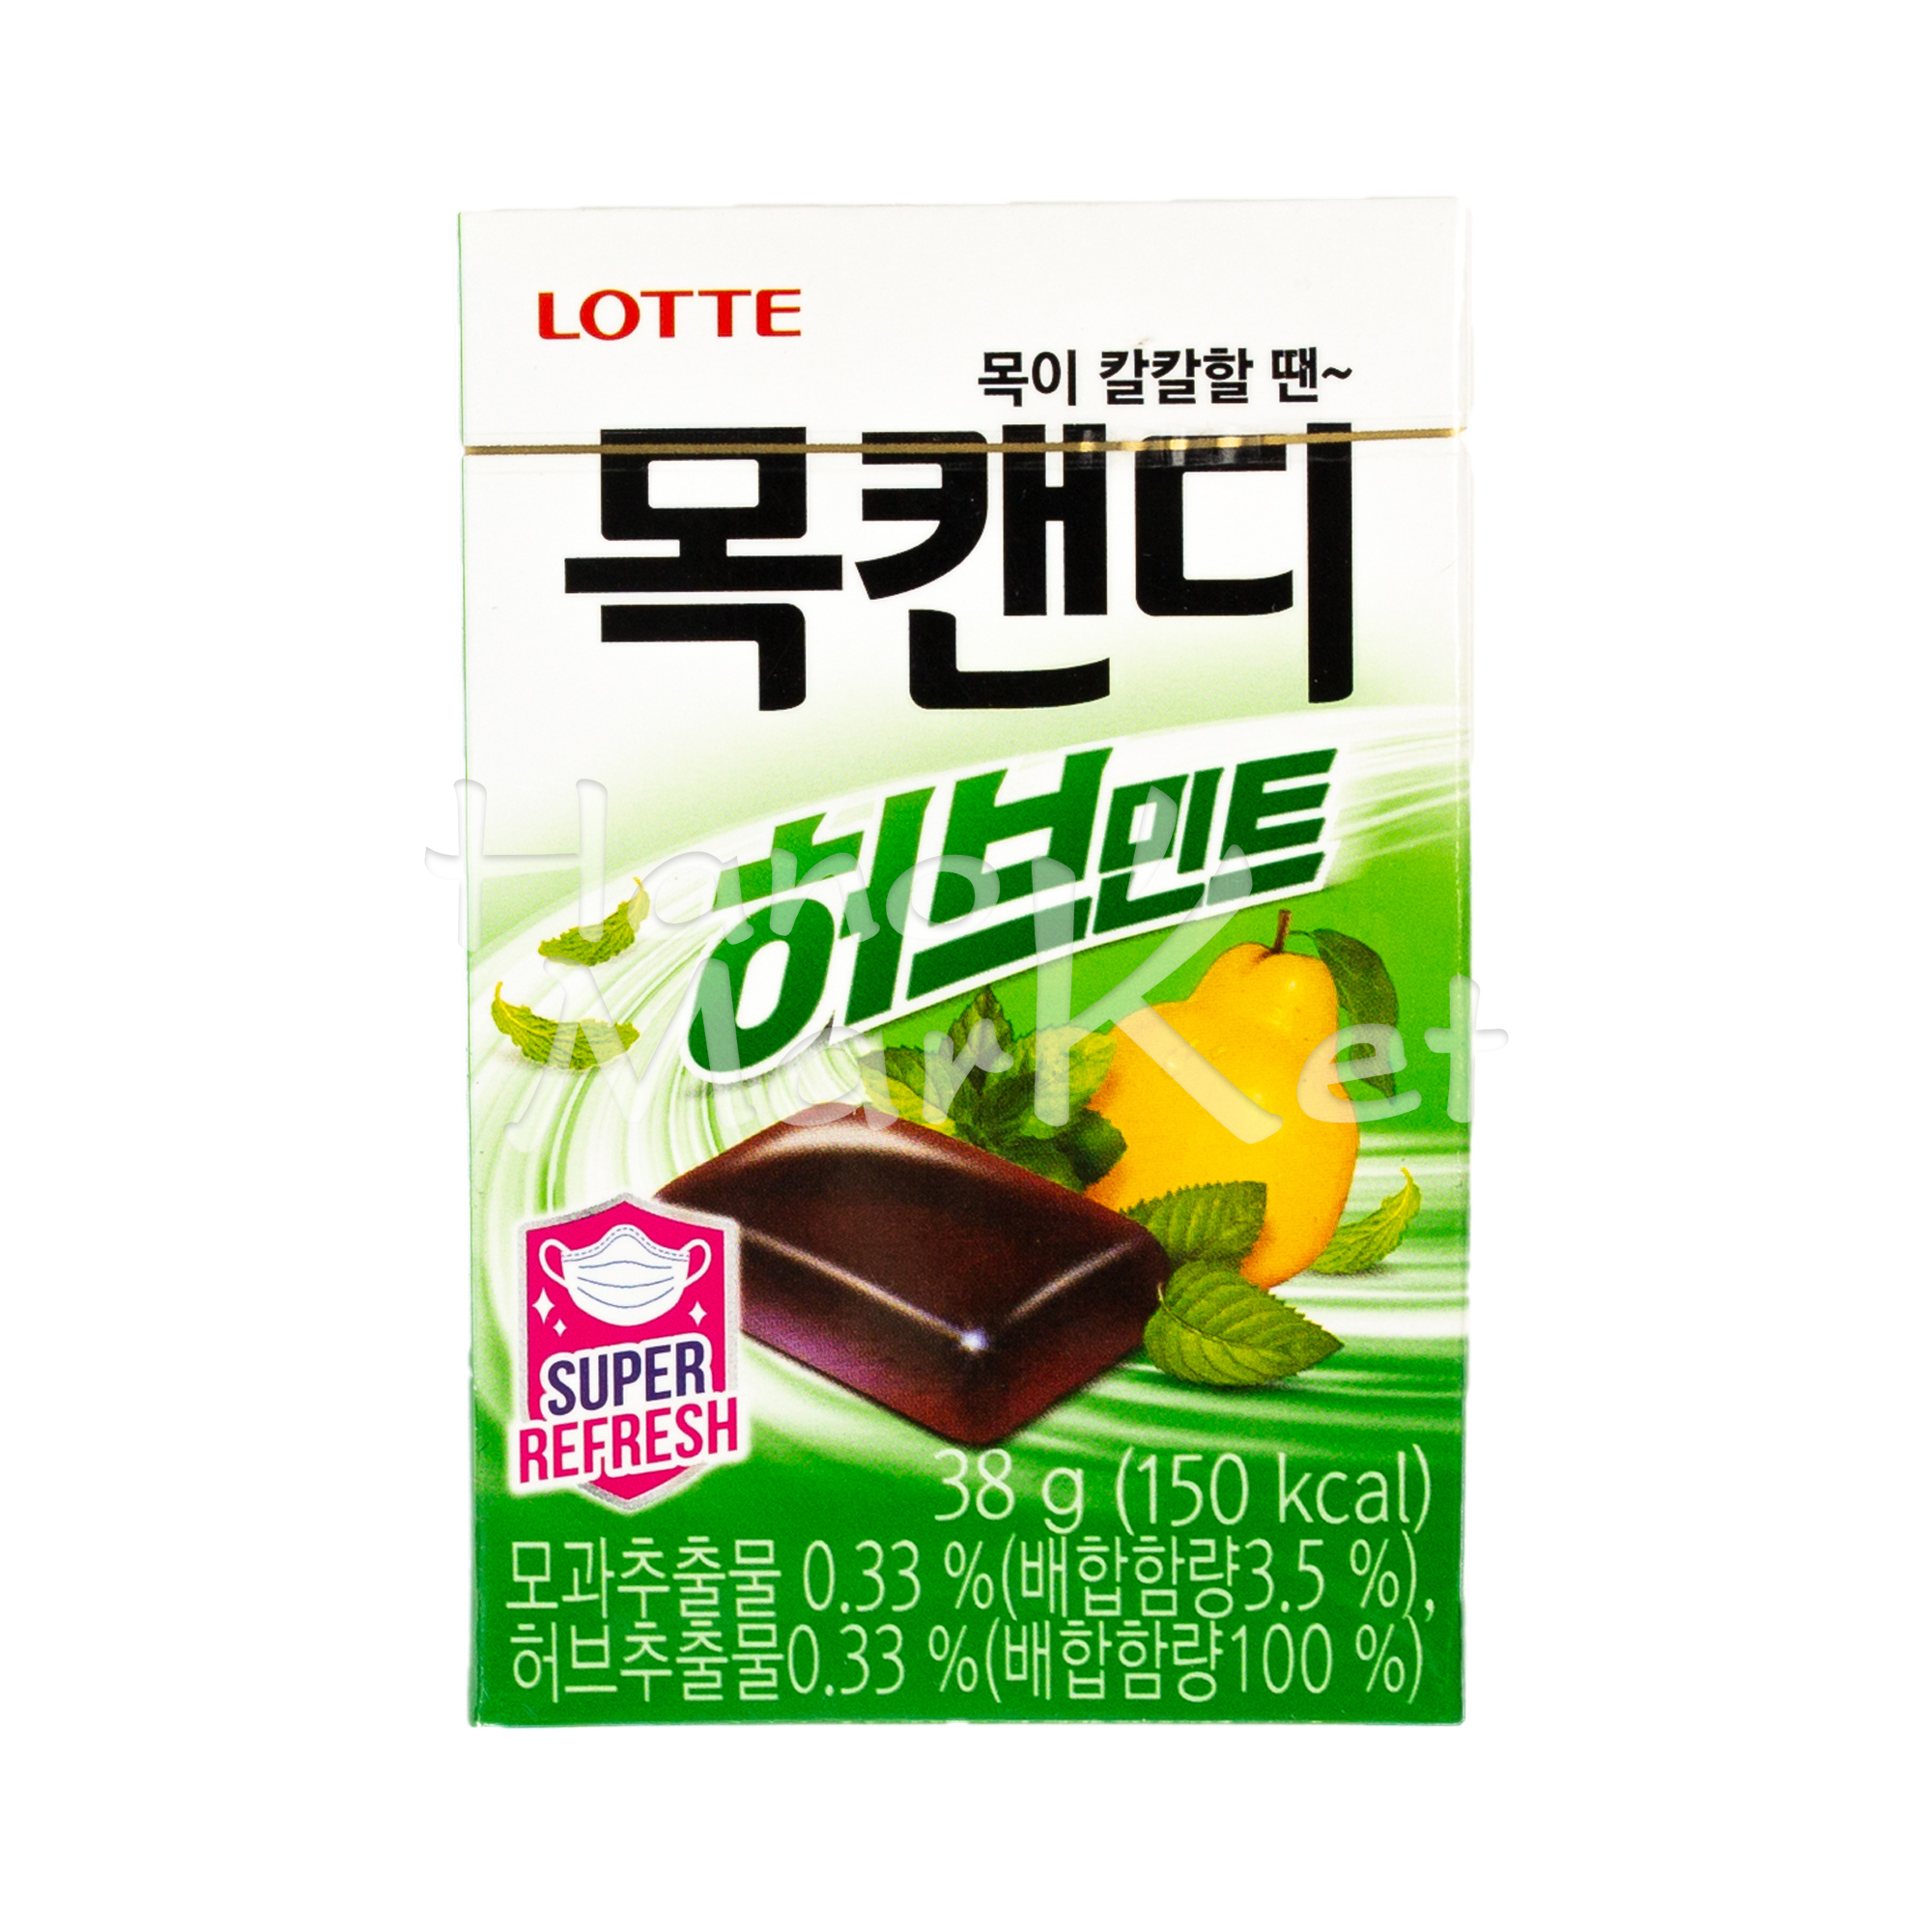 LOTTE
목이 칼칼할 땐~
목캔디
허브민트
Hanok
Market
SUPER
REFRESH
38 g (150 kcal)
모과추출물 0.33 %(배합함량3.5 %),
허브추출물0.33 %(배합함량100 %)